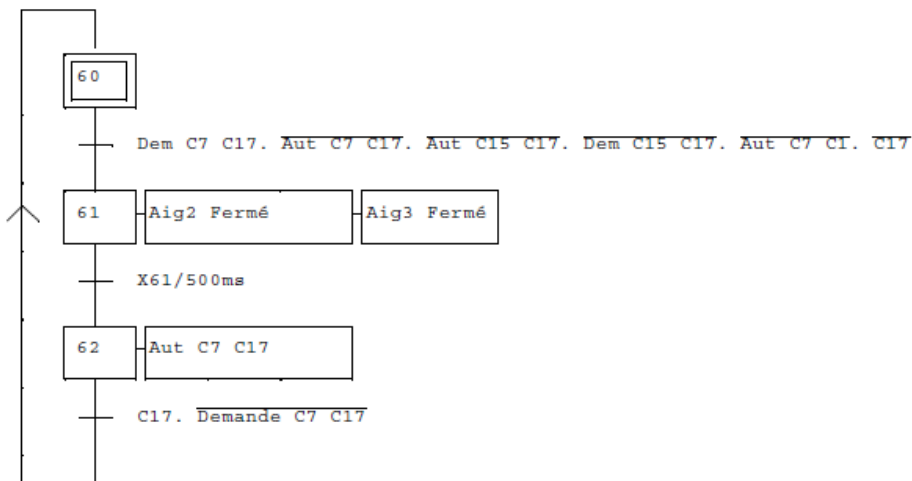 60
Dem C7 C17. Aut C7 C17. Aut C15 C17. Dem C15 C17. Aut C7 C1. C17
61 Aig2 Fermé Aig3 Fermé
X61/500ms
62 Aut C7 C17
C17. Demande C7 C17